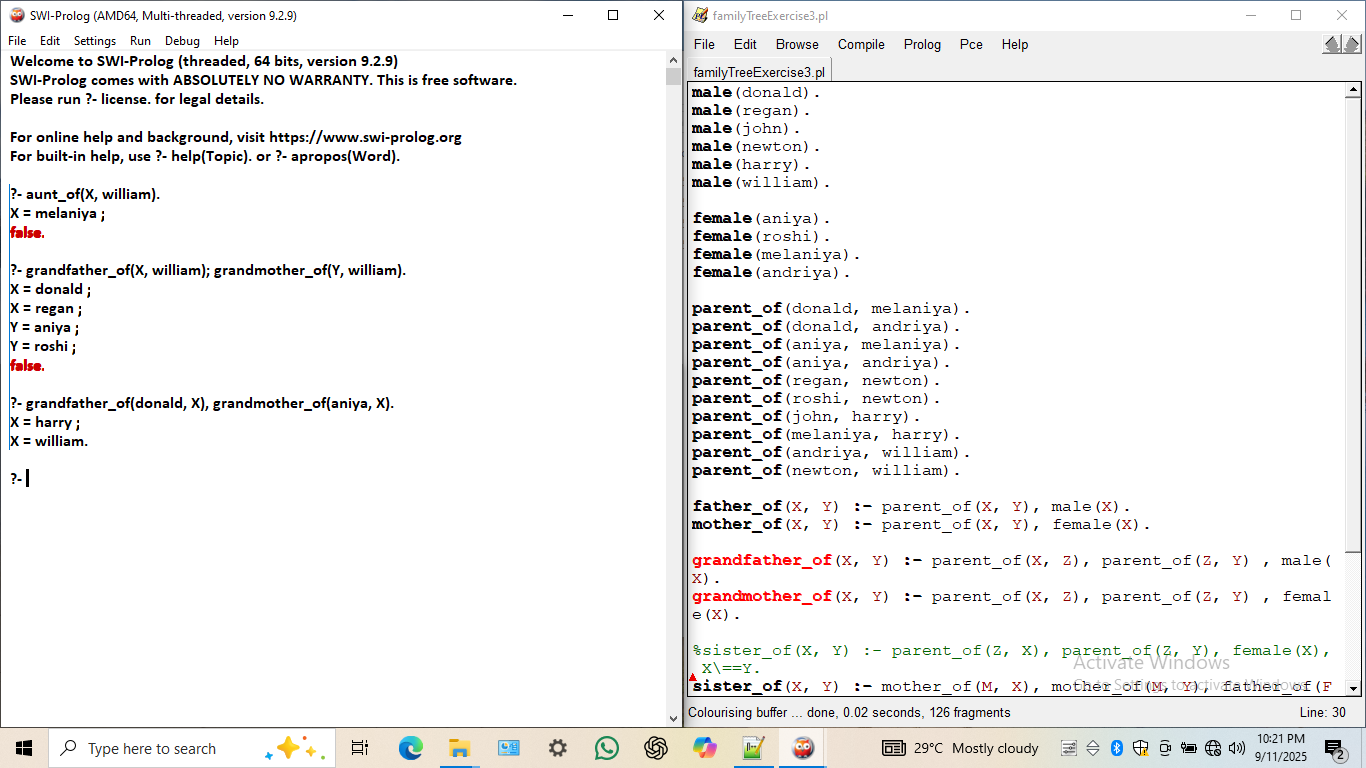 SWI-Prolog (AMD64, Multi-threaded, version 9.2.9)
File Edit Settings Run Debug Help
Welcome to SWI-Prolog (threaded, 64 bits, version 9.2.9)
SWI-Prolog comes with ABSOLUTELY NO WARRANTY. This is free software.
Please run ?- license. for legal details.
For online help and background, visit https://www.swi-prolog.org
For built-in help, use ?- help(Topic). or ?- apropos(Word).
?- aunt_of(X, william).
X = melaniya ;
false.
?- grandfather_of(X, william); grandmother_of(Y, william).
X = donald ;
X = regan ;
Y = aniya ;
Y = roshi ;
false.
?- grandfather_of(donald, X), grandmother_of(aniya, X).
X = harry ;
X = william.
?-
familyTreeExercise3.pl
File Edit Browse Compile Prolog Pce Help
familyTreeExercise3.pl
male(donald).
male(regan).
male(john).
male(newton).
male(harry).
male(william).
female(aniya).
female(roshi).
female(melaniya).
female(andriya).
parent_of(donald, melaniya).
parent_of(donald, andriya).
parent_of(aniya, melaniya).
parent_of(aniya, andriya).
parent_of(regan, newton).
parent_of(roshi, newton).
parent_of(john, harry).
parent_of(melaniya, harry).
parent_of(andriya, william).
parent_of(newton, william).
father_of(X, Y) :- parent_of(X, Y), male(X).
mother_of(X, Y) :- parent_of(X, Y), female(X).
grandfather_of(X, Y) :- parent_of(X, Z), parent_of(Z, Y) , male(
X).
grandmother_of(X, Y) :- parent_of(X, Z), parent_of(Z, Y) , femal
e(X).
%sister_of(X, Y) :- parent_of(Z, X), parent_of(Z, Y), female(X),
X\==Y.
sister_of(X, Y) :- mother_of(M, X), mother_of(M, Y), father_of(F
Activate Windows
Go to Settings to activate Windows.
Colourising buffer ... done, 0.02 seconds, 126 fragments
Line: 30
Type here to search
29°C Mostly cloudy
10:21 PM
9/11/2025
2